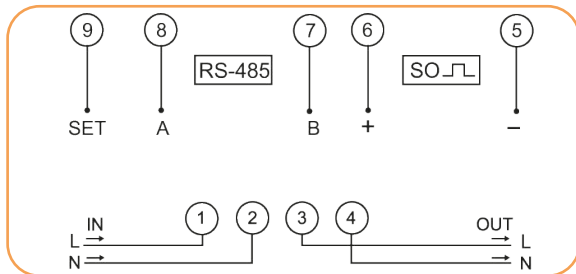 9 8 7 6 5
RS-485 SO
SET A B + −
IN 1 2 3 4 OUT
L L
N N